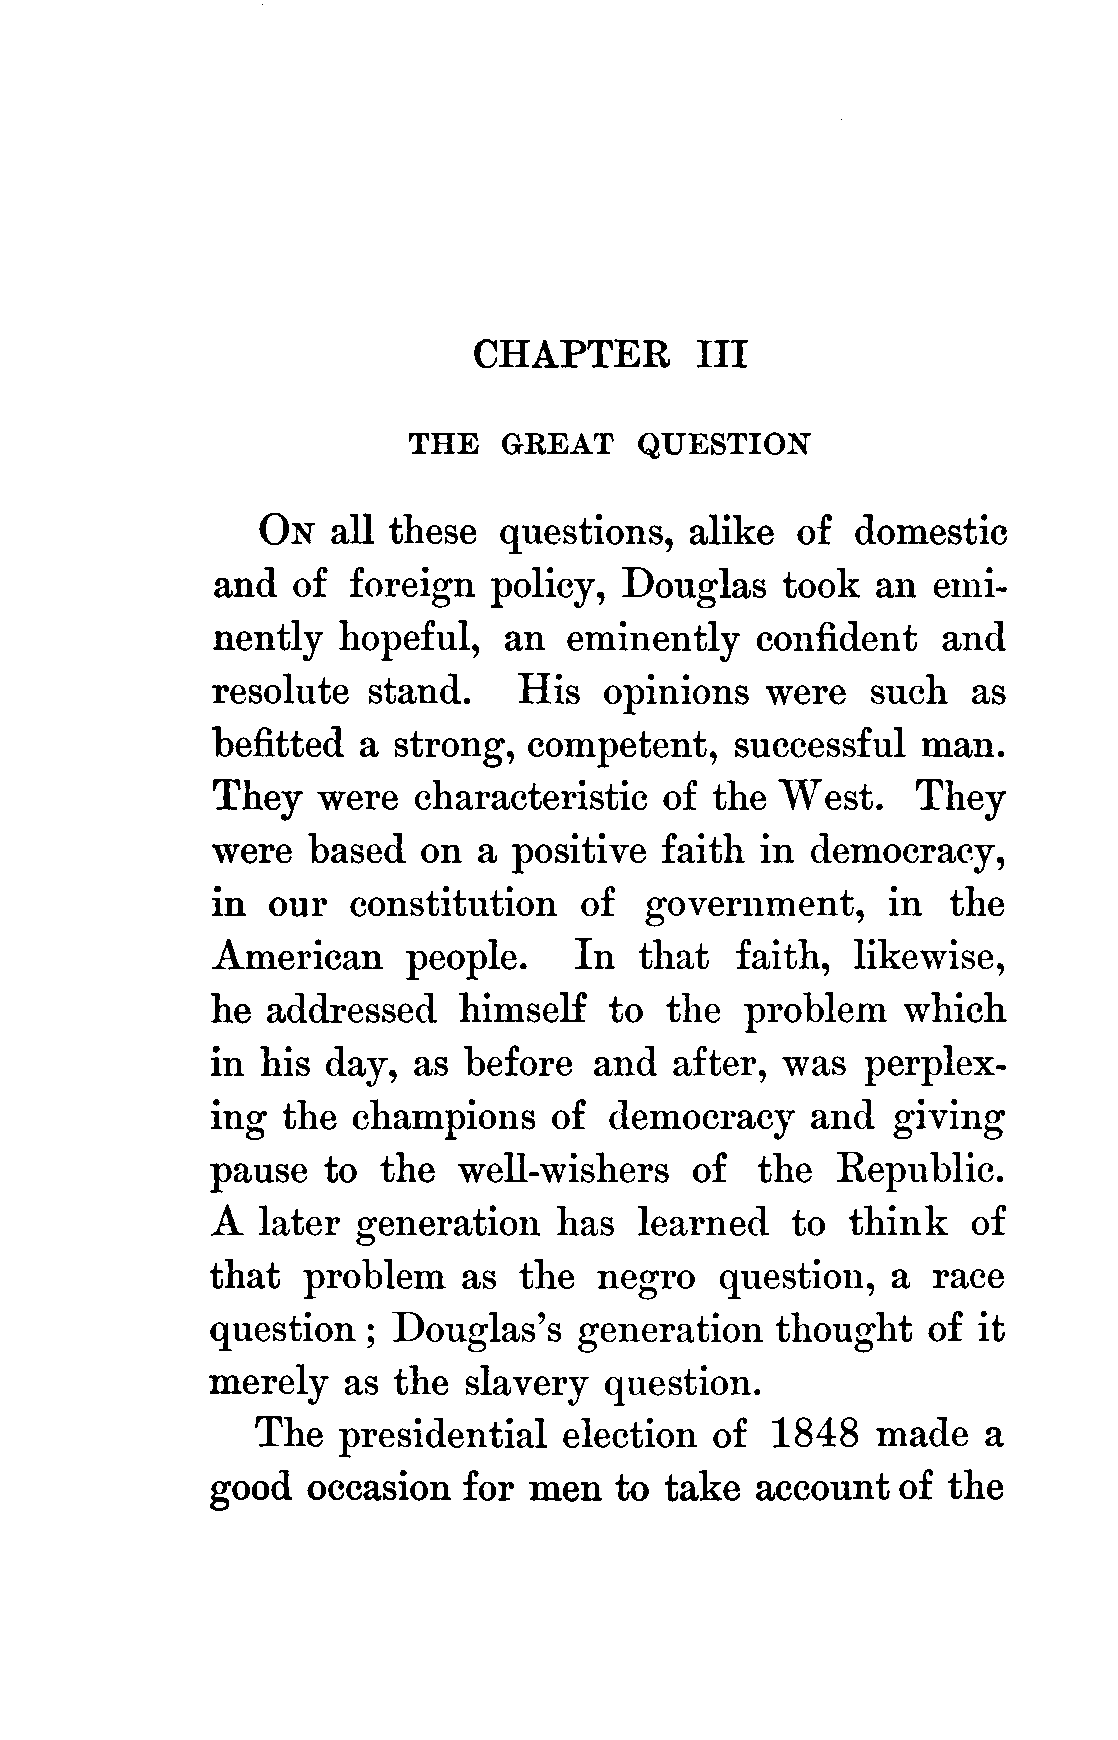 CHAPTER III
THE GREAT QUESTION
On all these questions, alike of domestic
and of foreign policy, Douglas took an emi-
nently hopeful, an eminently confident and
resolute stand. His opinions were such as
befitted a strong, competent, successful man.
They were characteristic of the West. They
were based on a positive faith in democracy,
in our constitution of government, in the
American people. In that faith, likewise,
he addressed himself to the problem which
in his day, as before and after, was perplex-
ing the champions of democracy and giving
pause to the well-wishers of the Republic.
A later generation has learned to think of
that problem as the negro question, a race
question ; Douglas's generation thought of it
merely as the slavery question.
The presidential election of 1848 made a
good occasion for men to take account of the